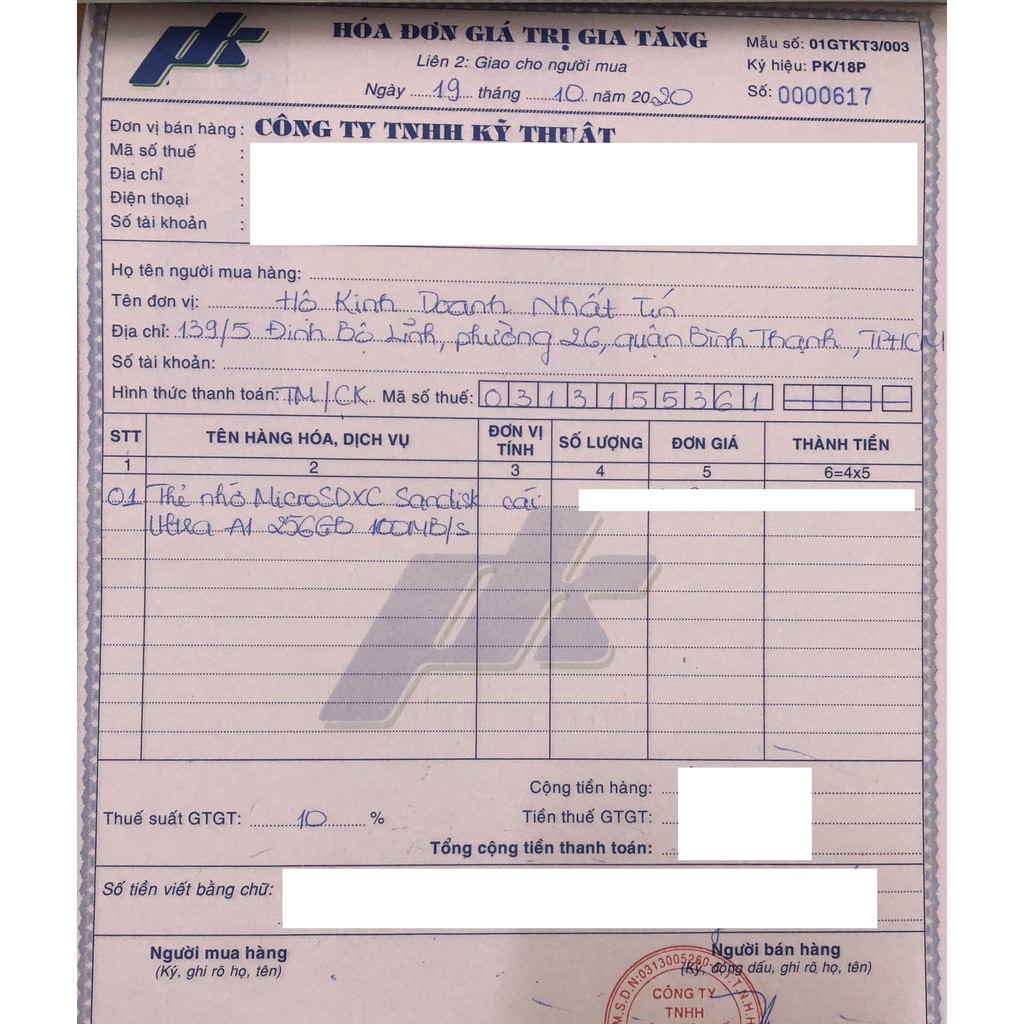 pk
HÓA ĐƠN GIÁ TRỊ GIA TĂNG
Liên 2: Giao cho người mua
Ngày 19 tháng 10 năm 2020
Mẫu số: 01GTKT3/003
Ký hiệu: PK/18P
Số: 0000617
Đơn vị bán hàng: CÔNG TY TNHH KỸ THUẬT
Mã số thuế :
Địa chỉ :
Điện thoại :
Số tài khoản :
Họ tên người mua hàng:
Tên đơn vị: Hộ Kinh Doanh Nhất Tín
Địa chỉ: 139/5 Đinh Bộ Lĩnh, phường 26, quận Bình Thạnh, TPHCM
Số tài khoản:
Hình thức thanh toán: TM/CK Mã số thuế: 0313155361
STT TÊN HÀNG HÓA, DỊCH VỤ ĐƠN VỊ TÍNH SỐ LƯỢNG ĐƠN GIÁ THÀNH TIỀN
1 2 3 4 5 6=4x5
01 Thẻ nhớ MicroSDXC Sandisk cái
Ultra A1 256GB 100MB/s
pk
Cộng tiền hàng:
Thuế suất GTGT: 10 % Tiền thuế GTGT:
Tổng cộng tiền thanh toán:
Số tiền viết bằng chữ:
Người mua hàng Người bán hàng
(Ký, ghi rõ họ, tên) (Ký, đóng dấu, ghi rõ họ, tên)
M.S.D.N:0313005260
CÔNG TY
TNHH